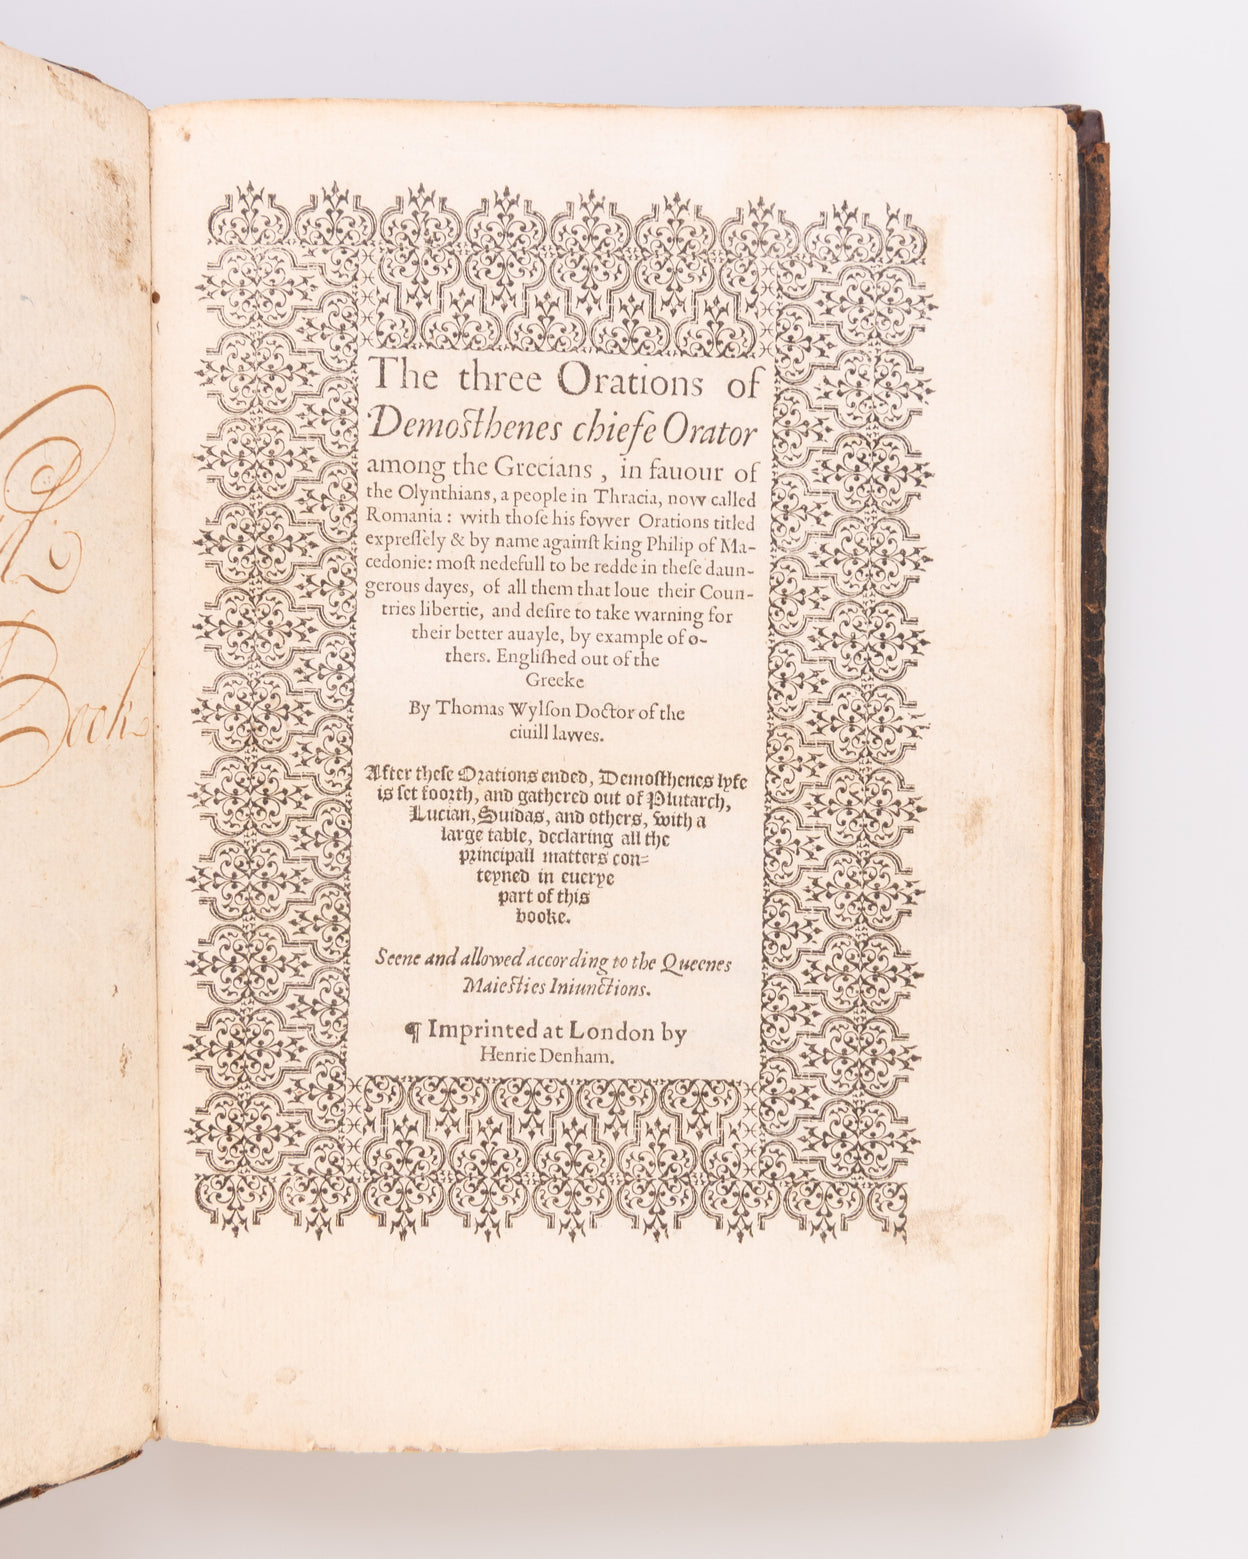 Book
The three Orations of
Demosthenes chiefe Orator
among the Grecians, in fauour of
the Olynthians, a people in Thracia, now called
Romania: with thoſe his fower Orations titled
expreſſely & by name againſt king Philip of Ma-
cedonie: moſt nedefull to be redde in theſe daun-
gerous dayes, of all them that loue their Coun-
tries libertie, and deſire to take warning for
their better auayle, by example of o-
thers. Engliſhed out of the
Greeke
By Thomas Wylſon Doctor of the
ciuill lawes.
After theſe Orations ended, Demoſthenes lyfe
is ſet foorth, and gathered out of Plutarch,
Lucian, Suidas, and others, with a
large table, declaring all the
principall matters con-
teyned in euerye
part of this
booke.
Seene and allowed according to the Queenes
Maieſties Iniunctions.
¶ Imprinted at London by
Henrie Denham.